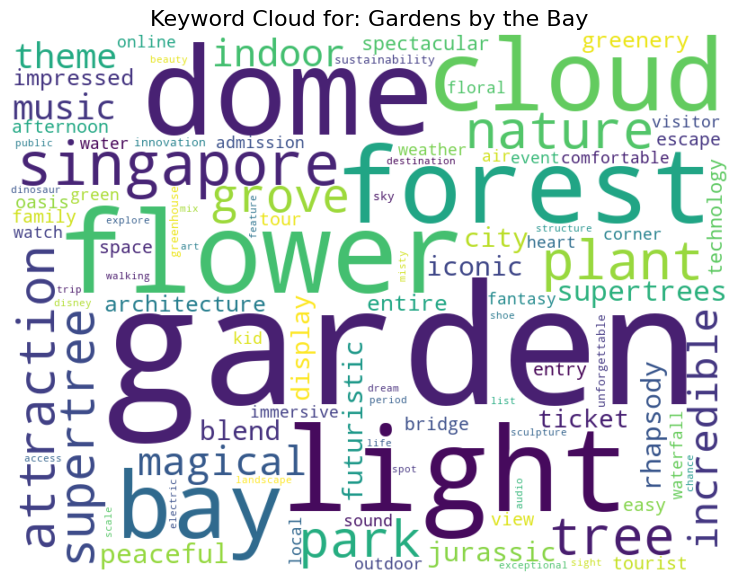 Keyword Cloud for: Gardens by the Bay
online
theme
indoor
spectacular
greenery
beauty
sustainability
impressed
dome
cloud
floral
music
nature
visitor
afternoon
public
water
innovation
admission
weather
air
event
comfortable
escape
singapore
destination
forest
technology
dinosaur
oasis
green
grove
sky
family
explore
greenhouse
mix
tour
feature
structure
watch
space
art
flower
city
heart
corner
walking
misty
iconic
plant
trip
attraction
disney
architecture
entire
fantasy
supertrees
garden
shoe
supertree
kid
display
unforgettable
incredible
futuristic
entry
dream
period
list
rhapsody
immersive
life
bridge
ticket
blend
sculpture
waterfall
access
magical
spot
chance
light
bay
electric
landscape
audio
view
easy
scale
local
sound
park
tree
peaceful
outdoor
jurassic
exceptional
sight
tourist